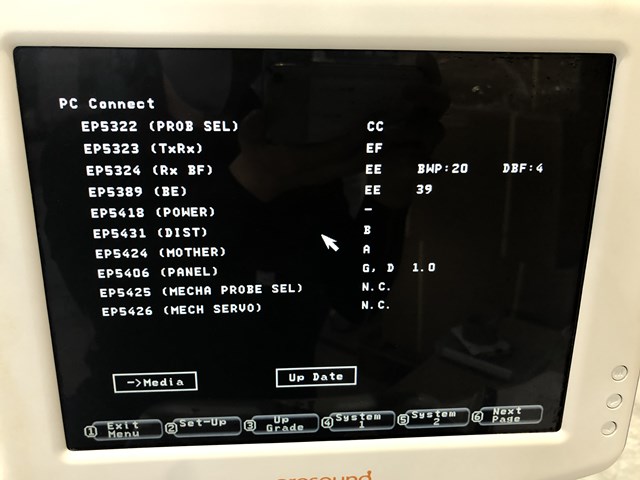 PC Connect
EP5322 (PROB SEL) CC
EP5323 (TxRx) EF
EP5324 (Rx BF) EE BWP:20 DBF:4
EP5389 (BE) EE 39
EP5418 (POWER) –
EP5431 (DIST) B
EP5424 (MOTHER) A
EP5406 (PANEL) G, D 1.0
EP5425 (MECHA PROBE SEL) N.C.
EP5426 (MECH SERVO) N.C.
->Media Up Date
1 Exit Menu 2 Set-Up 3 Up Grade 4 System 1 5 System 2 6 Next Page